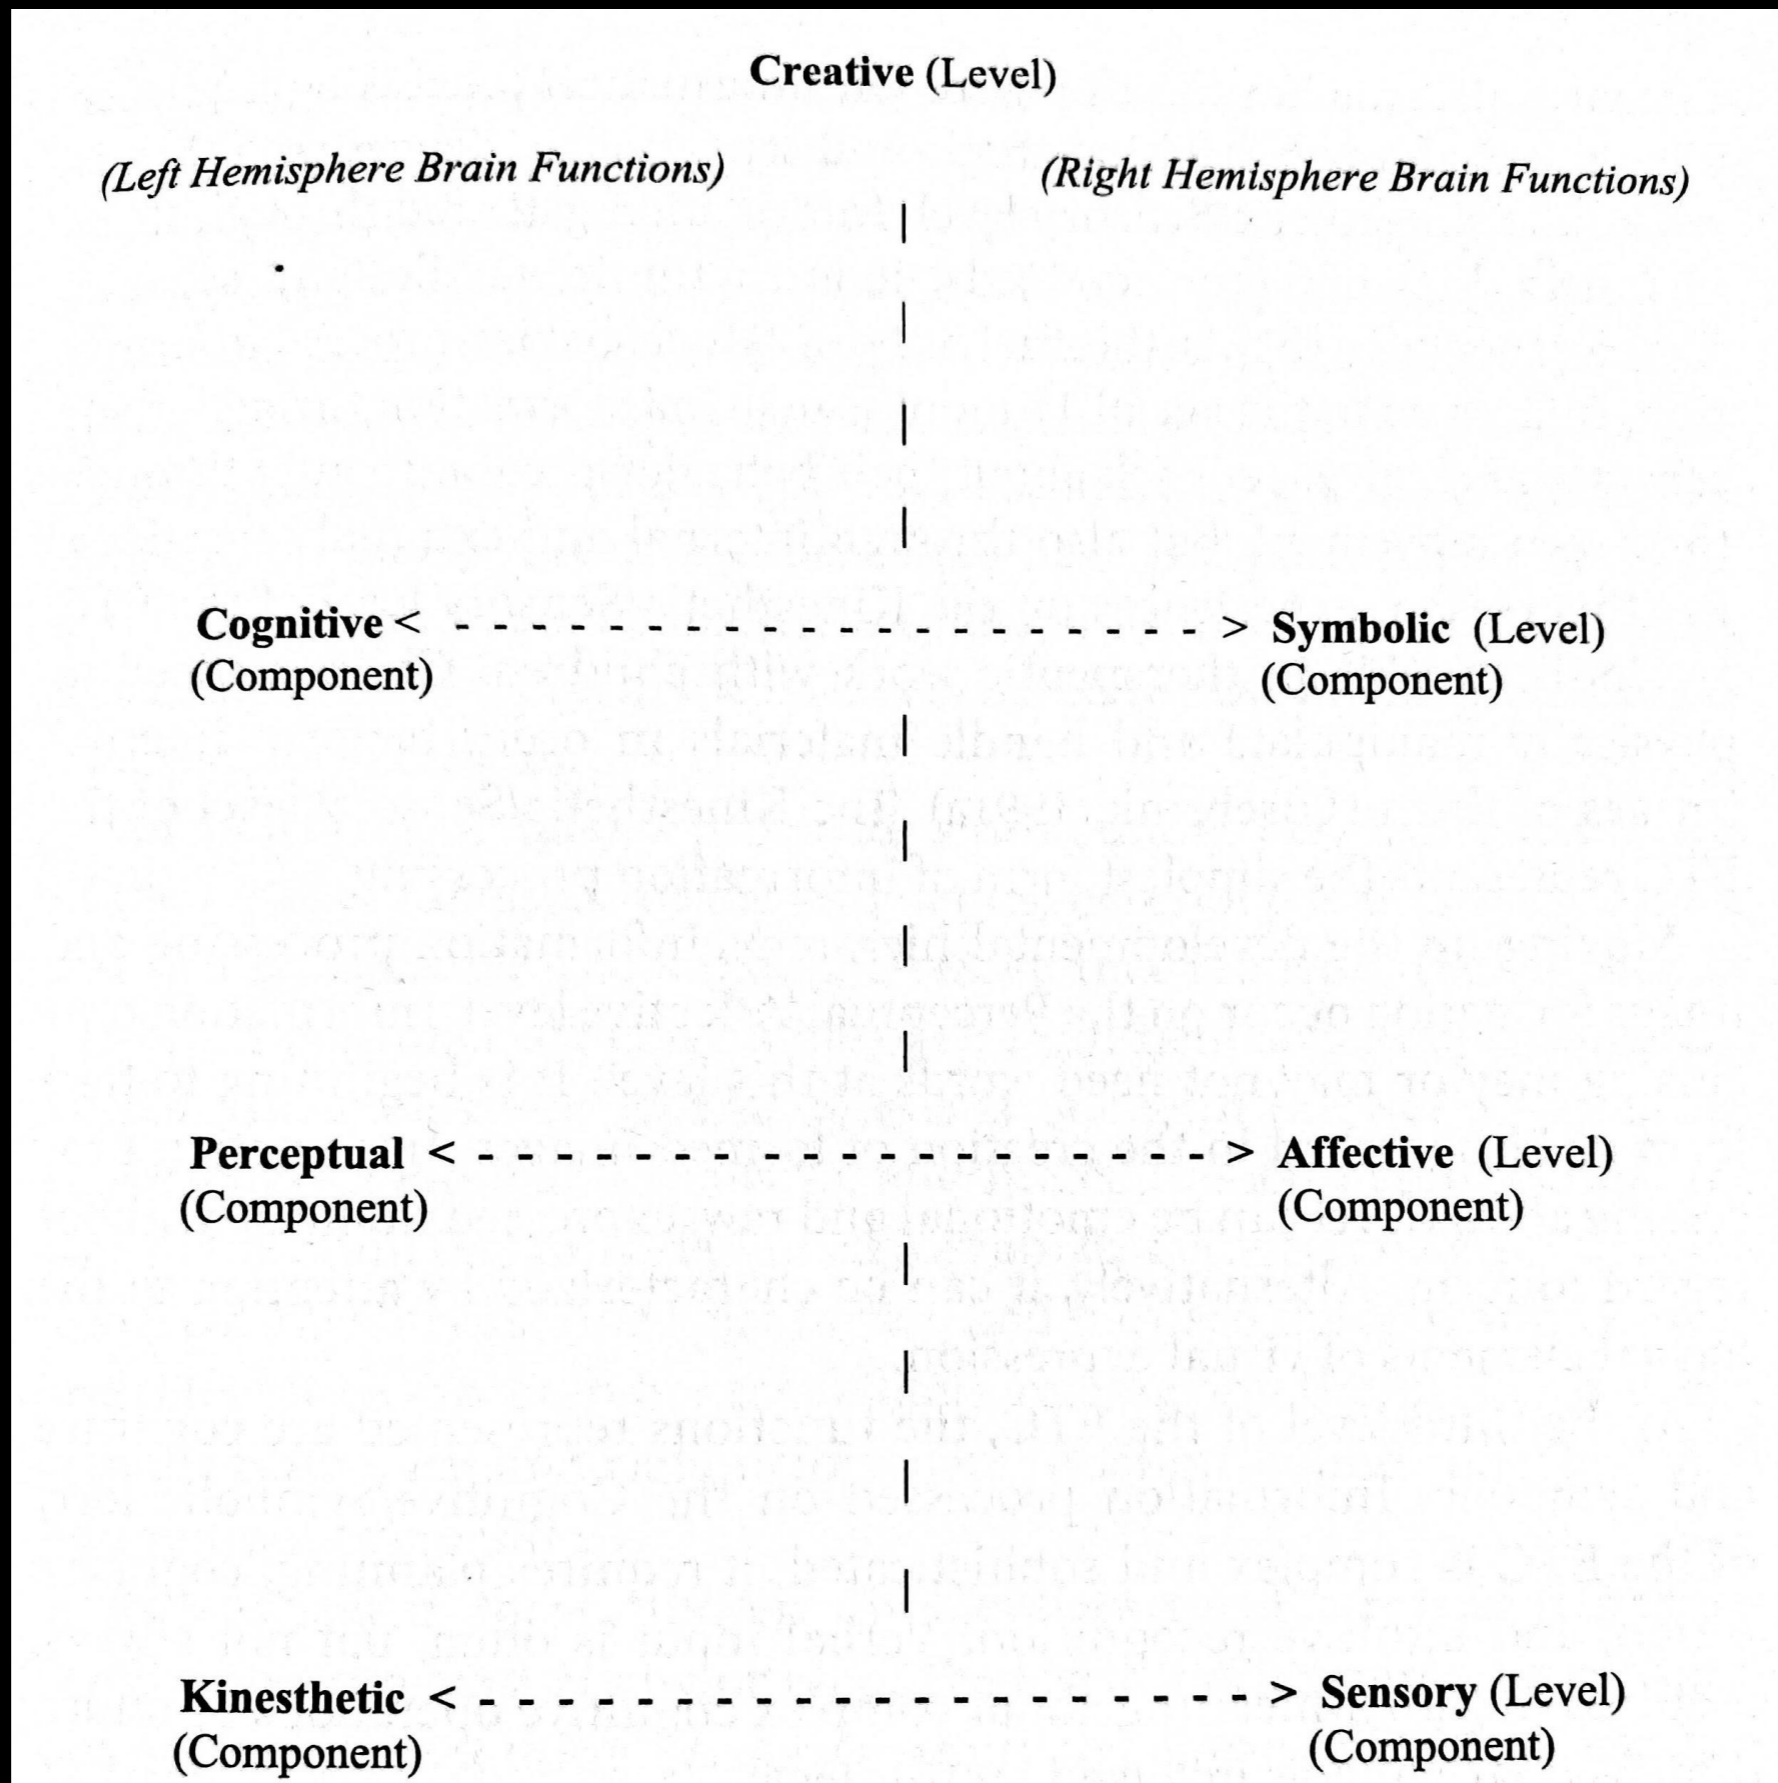 Creative (Level)
(Left Hemisphere Brain Functions) (Right Hemisphere Brain Functions)
Cognitive < - - - - - - - - - - - - - - - - - - - - > Symbolic (Level)
(Component) (Component)
Perceptual < - - - - - - - - - - - - - - - - - - - > Affective (Level)
(Component) (Component)
Kinesthetic < - - - - - - - - - - - - - - - - - - - - > Sensory (Level)
(Component) (Component)